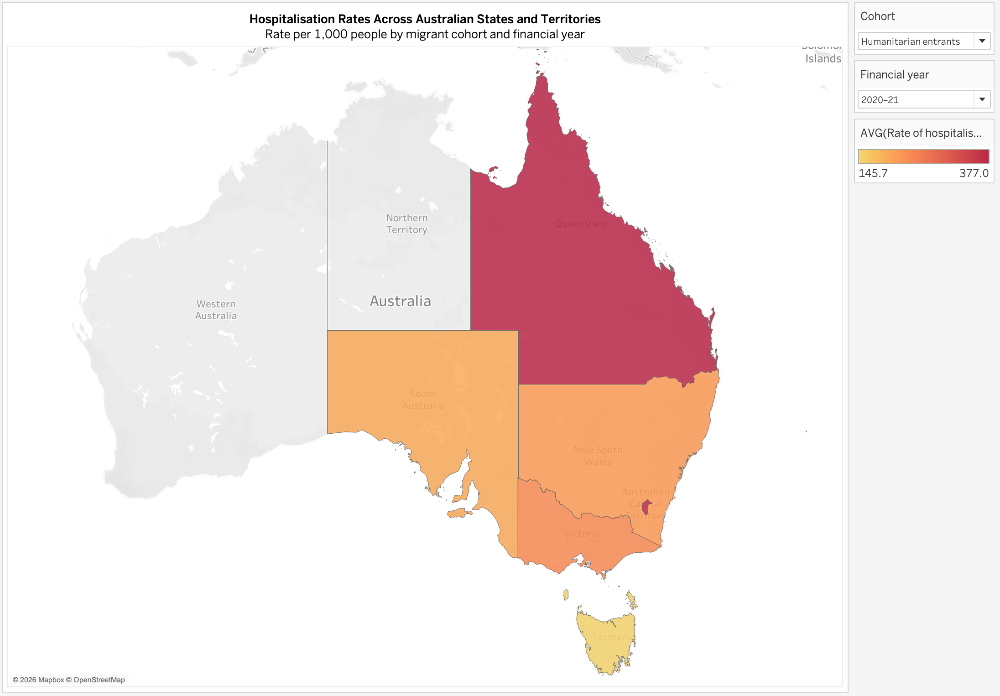 Hospitalisation Rates Across Australian States and Territories
Rate per 1,000 people by migrant cohort and financial year
Cohort
Humanitarian entrants
Financial year
2020–21
AVG(Rate of hospitalis...
145.7
377.0
Islands
Northern
Territory
Queensland
Australia
Western
Australia
South
Australia
New South
Wales
Australian
Capital
Territory
Victoria
Tasmania
© 2026 Mapbox © OpenStreetMap